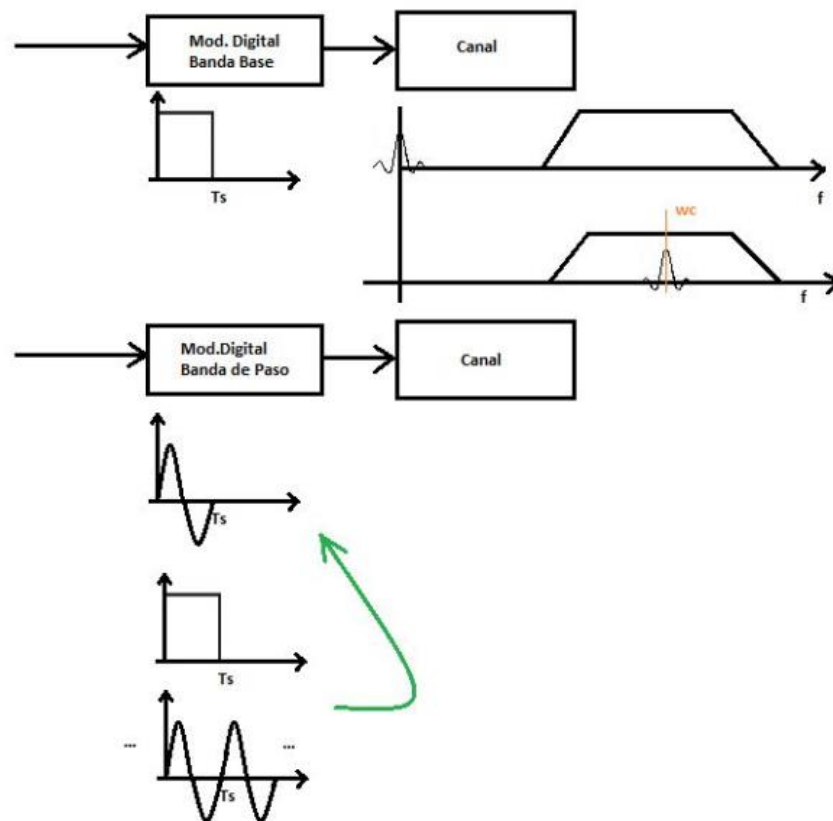 Mod. Digital
Banda Base
Canal
Ts
f
wc
f
Mod.Digital
Banda de Paso
Canal
Ts
Ts
...
...
Ts